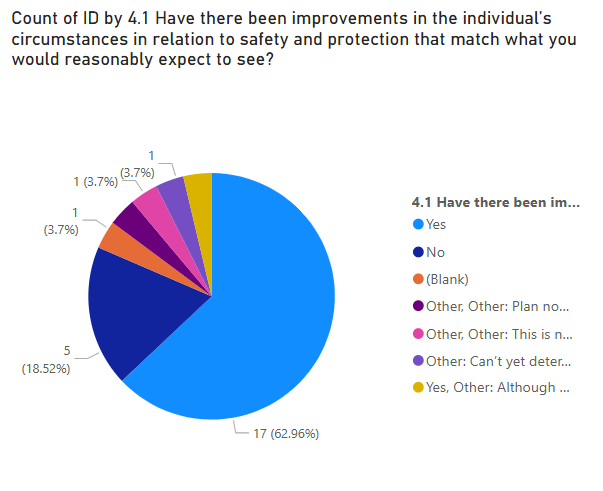 Count of ID by 4.1 Have there been improvements in the individual's
circumstances in relation to safety and protection that match what you
would reasonably expect to see?
1
(3.7%)
1 (3.7%)
1
(3.7%)
5
(18.52%)
17 (62.96%)
4.1 Have there been im...
Yes
No
(Blank)
Other, Other: Plan no...
Other, Other: This is n...
Other: Can't yet deter...
Yes, Other: Although ...